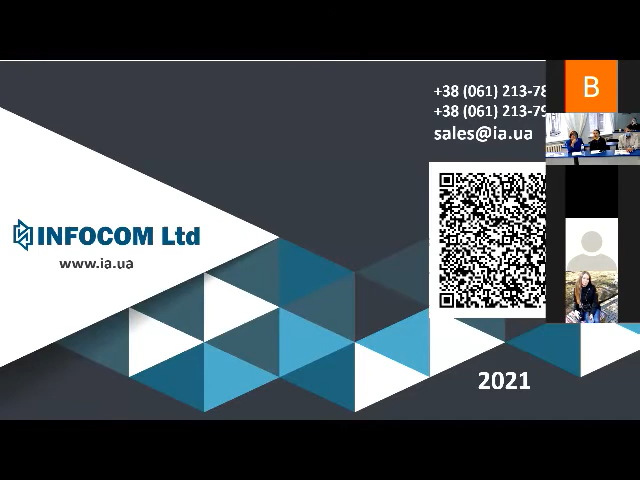 +38 (061) 213-78
+38 (061) 213-79
sales@ia.ua
B
INFOCOM Ltd
www.ia.ua
2021